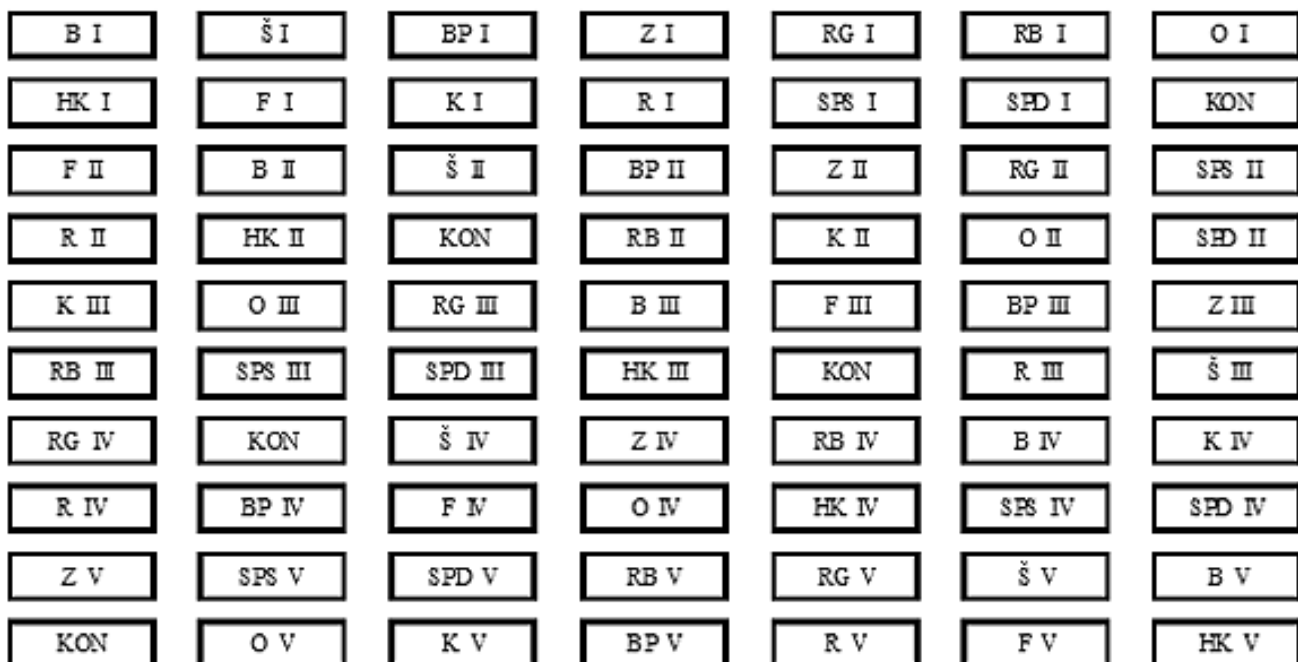 B I Š I BP I Z I RG I RB I O I
HK I F I K I R I SPS I SPD I KON
F II B II Š II BP II Z II RG II SPS II
R II HK II KON RB II K II O II SPD II
K III O III RG III B III F III BP III Z III
RB III SPS III SPD III HK III KON R III Š III
RG IV KON Š IV Z IV RB IV B IV K IV
R IV BP IV F IV O IV HK IV SPS IV SPD IV
Z V SPS V SPD V RB V RG V Š V B V
KON O V K V BP V R V F V HK V